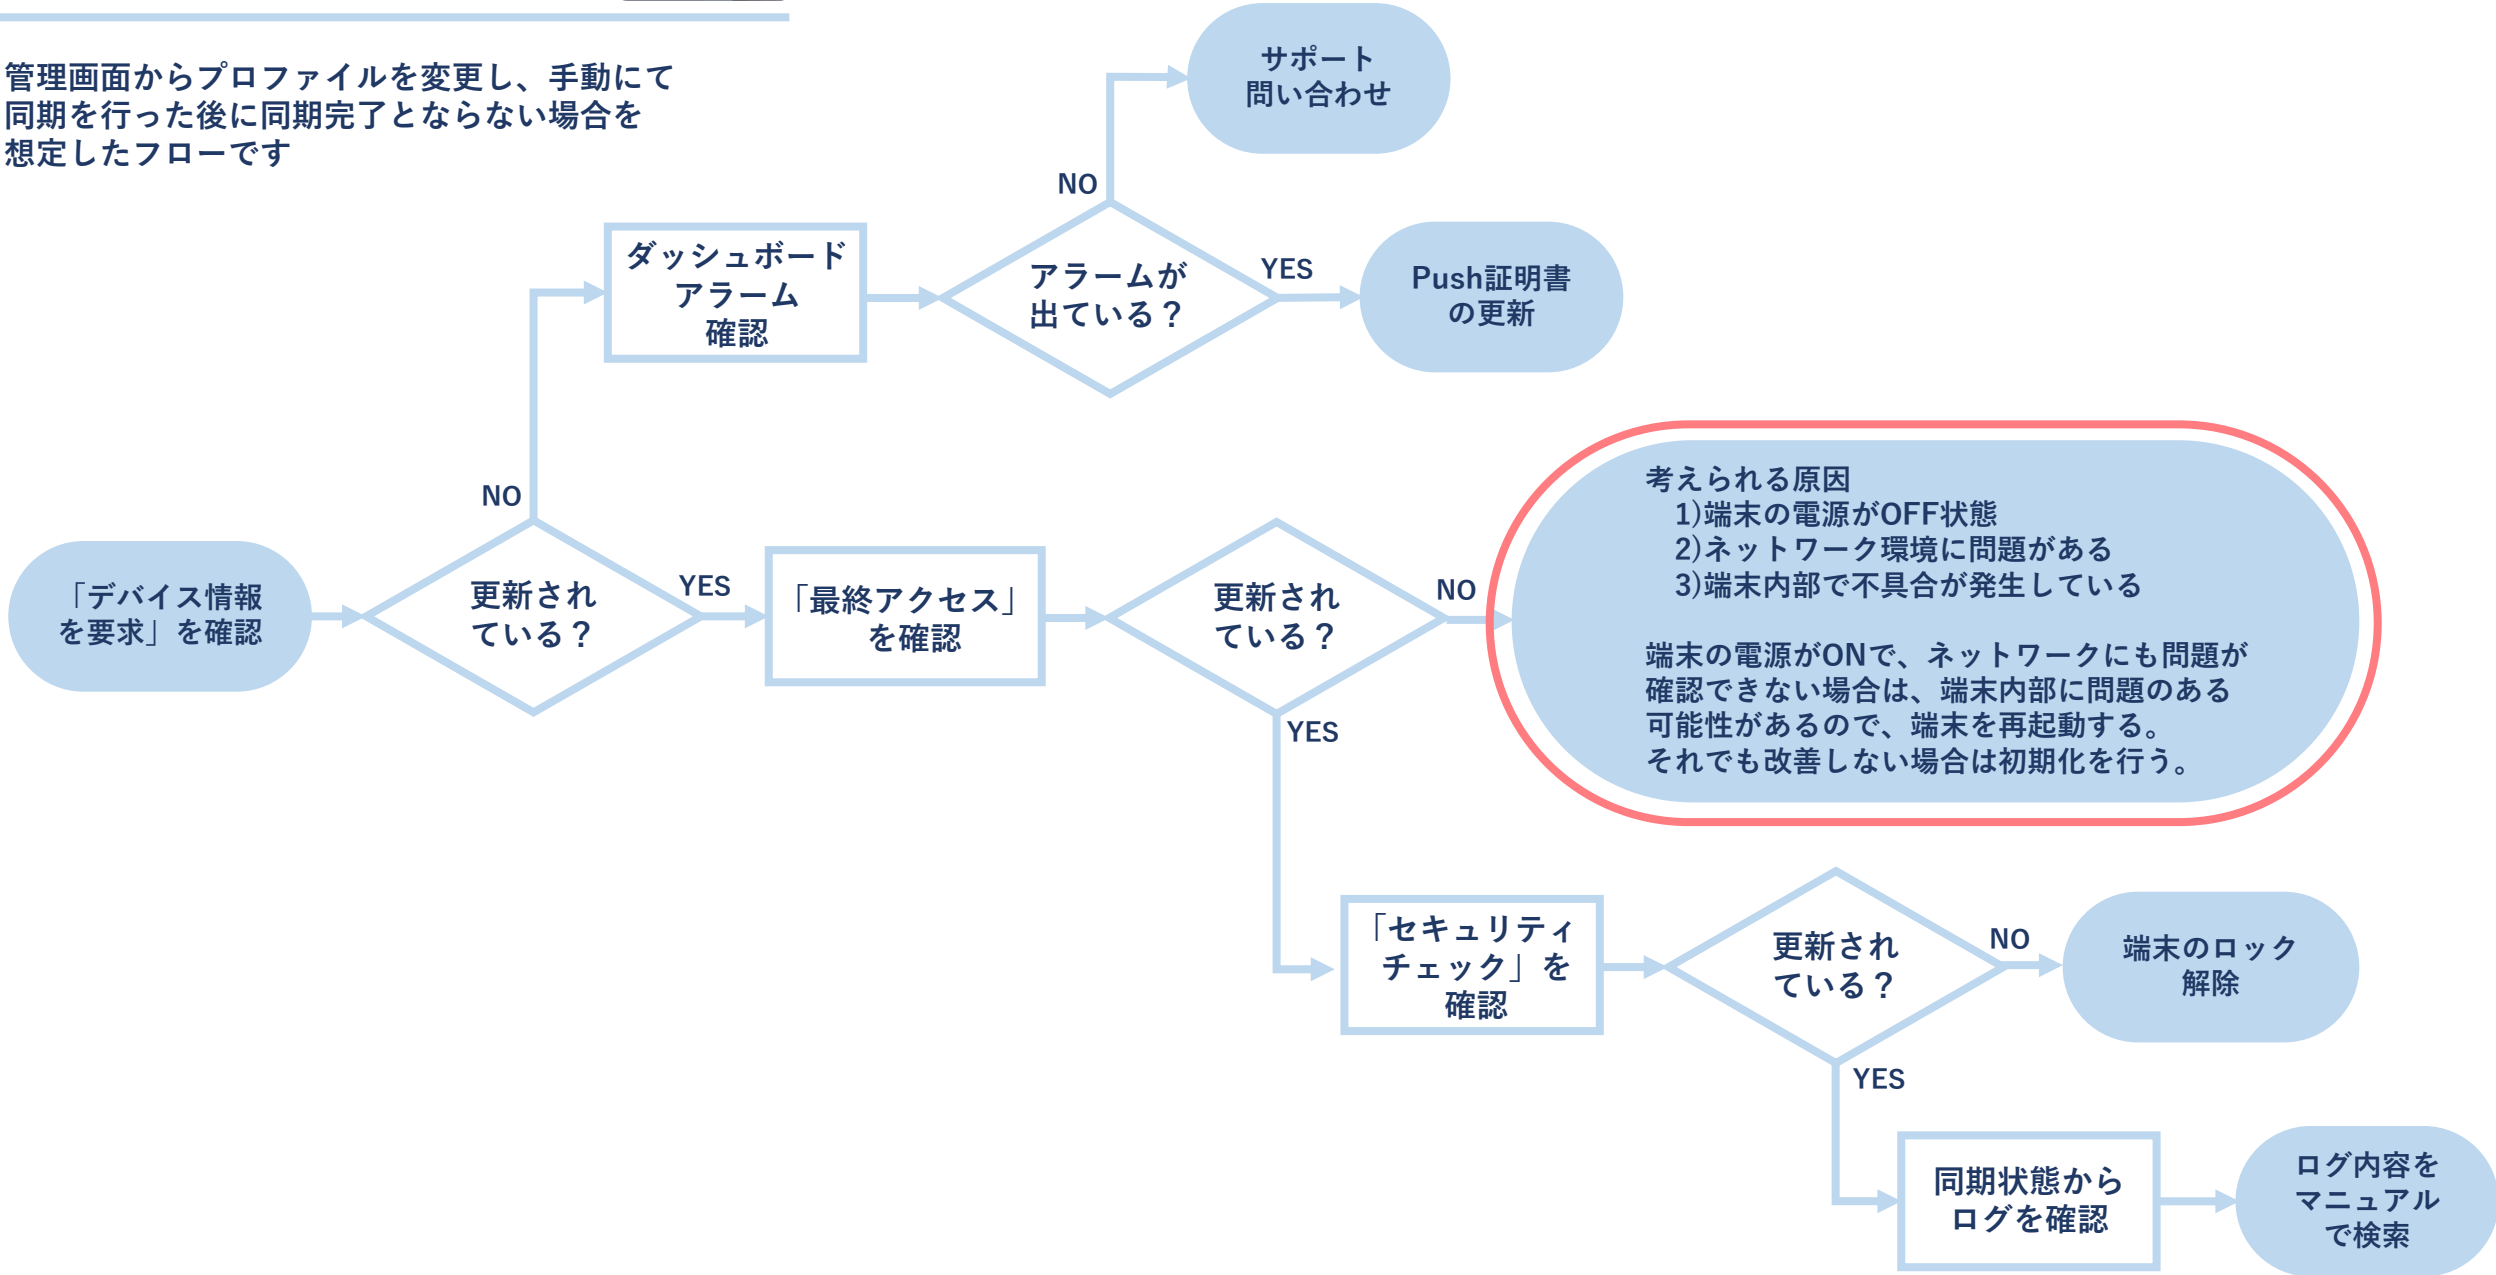 管理画面からプロファイルを変更し、手動にて
同期を行った後に同期完了とならない場合を
想定したフローです
サポート
問い合わせ
NO
ダッシュボード
アラーム
確認
アラームが
出ている？
YES
Push証明書
の更新
NO
「デバイス情報
を要求」を確認
更新され
ている？
YES
「最終アクセス」
を確認
更新され
ている？
NO
考えられる原因
1)端末の電源がOFF状態
2)ネットワーク環境に問題がある
3)端末内部で不具合が発生している
端末の電源がONで、ネットワークにも問題が
確認できない場合は、端末内部に問題のある
可能性があるので、端末を再起動する。
それでも改善しない場合は初期化を行う。
YES
「セキュリティ
チェック」を
確認
更新され
ている？
NO
端末のロック
解除
YES
同期状態から
ログを確認
ログ内容を
マニュアル
で検索